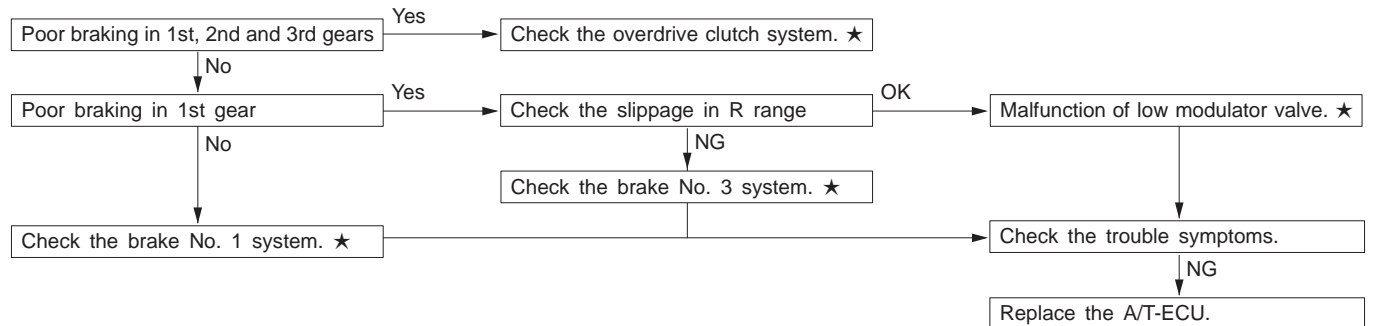 Poor braking in 1st, 2nd and 3rd gears
Yes
Check the overdrive clutch system. ★
No
Poor braking in 1st gear
Yes
Check the slippage in R range
OK
Malfunction of low modulator valve. ★
No
NG
Check the brake No. 3 system. ★
Check the brake No. 1 system. ★
Check the trouble symptoms.
NG
Replace the A/T-ECU.